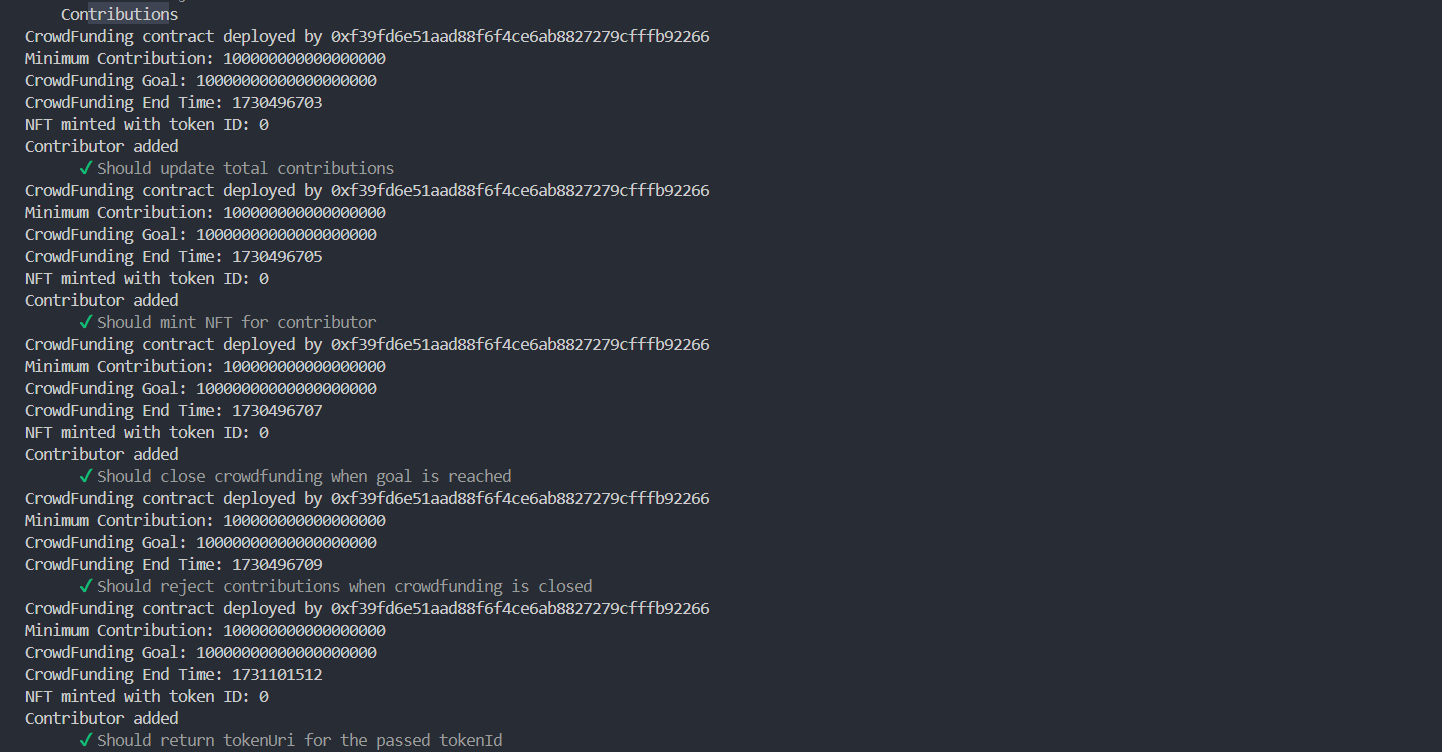 Contributions
CrowdFunding contract deployed by 0xf39fd6e51aad88f6f4ce6ab8827279cfffb92266
Minimum Contribution: 100000000000000000
CrowdFunding Goal: 10000000000000000000
CrowdFunding End Time: 1730496703
NFT minted with token ID: 0
Contributor added
✓ Should update total contributions
CrowdFunding contract deployed by 0xf39fd6e51aad88f6f4ce6ab8827279cfffb92266
Minimum Contribution: 100000000000000000
CrowdFunding Goal: 10000000000000000000
CrowdFunding End Time: 1730496705
NFT minted with token ID: 0
Contributor added
✓ Should mint NFT for contributor
CrowdFunding contract deployed by 0xf39fd6e51aad88f6f4ce6ab8827279cfffb92266
Minimum Contribution: 100000000000000000
CrowdFunding Goal: 10000000000000000000
CrowdFunding End Time: 1730496707
NFT minted with token ID: 0
Contributor added
✓ Should close crowdfunding when goal is reached
CrowdFunding contract deployed by 0xf39fd6e51aad88f6f4ce6ab8827279cfffb92266
Minimum Contribution: 100000000000000000
CrowdFunding Goal: 10000000000000000000
CrowdFunding End Time: 1730496709
✓ Should reject contributions when crowdfunding is closed
CrowdFunding contract deployed by 0xf39fd6e51aad88f6f4ce6ab8827279cfffb92266
Minimum Contribution: 100000000000000000
CrowdFunding Goal: 10000000000000000000
CrowdFunding End Time: 1731101512
NFT minted with token ID: 0
Contributor added
✓ Should return tokenUri for the passed tokenId